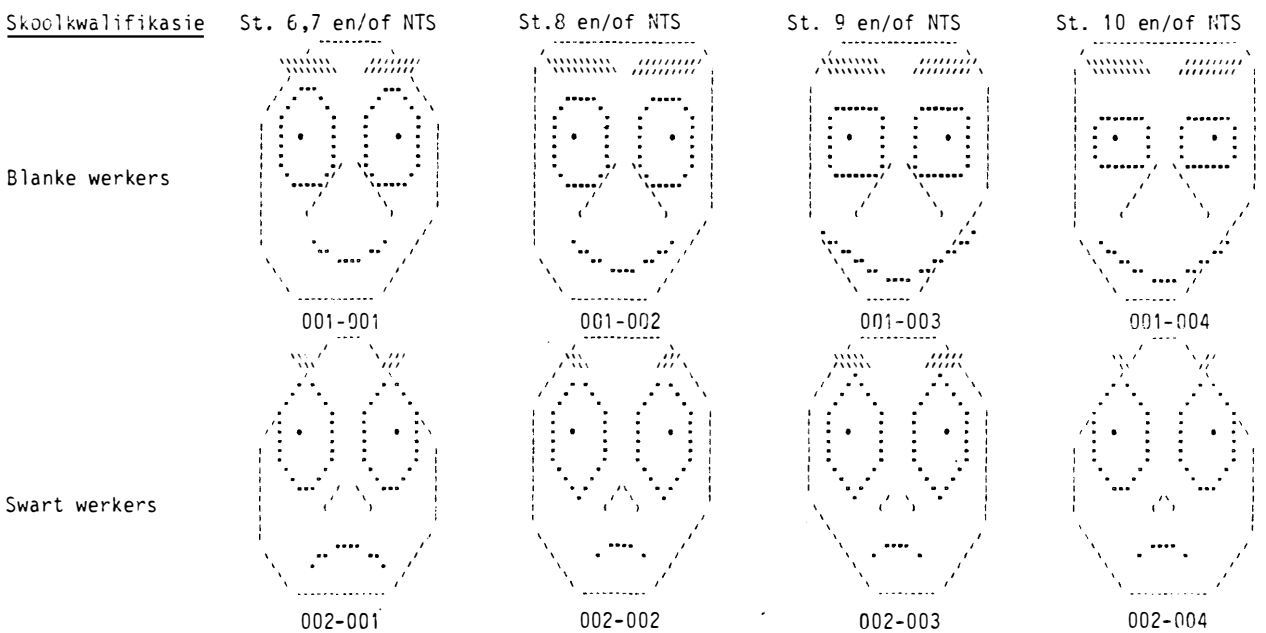 Skoolkwalifikasie St. 6,7 en/of NTS St.8 en/of NTS St. 9 en/of NTS St. 10 en/of NTS
Blanke werkers
001-001 001-002 001-003 001-004
Swart werkers
002-001 002-002 002-003 002-004